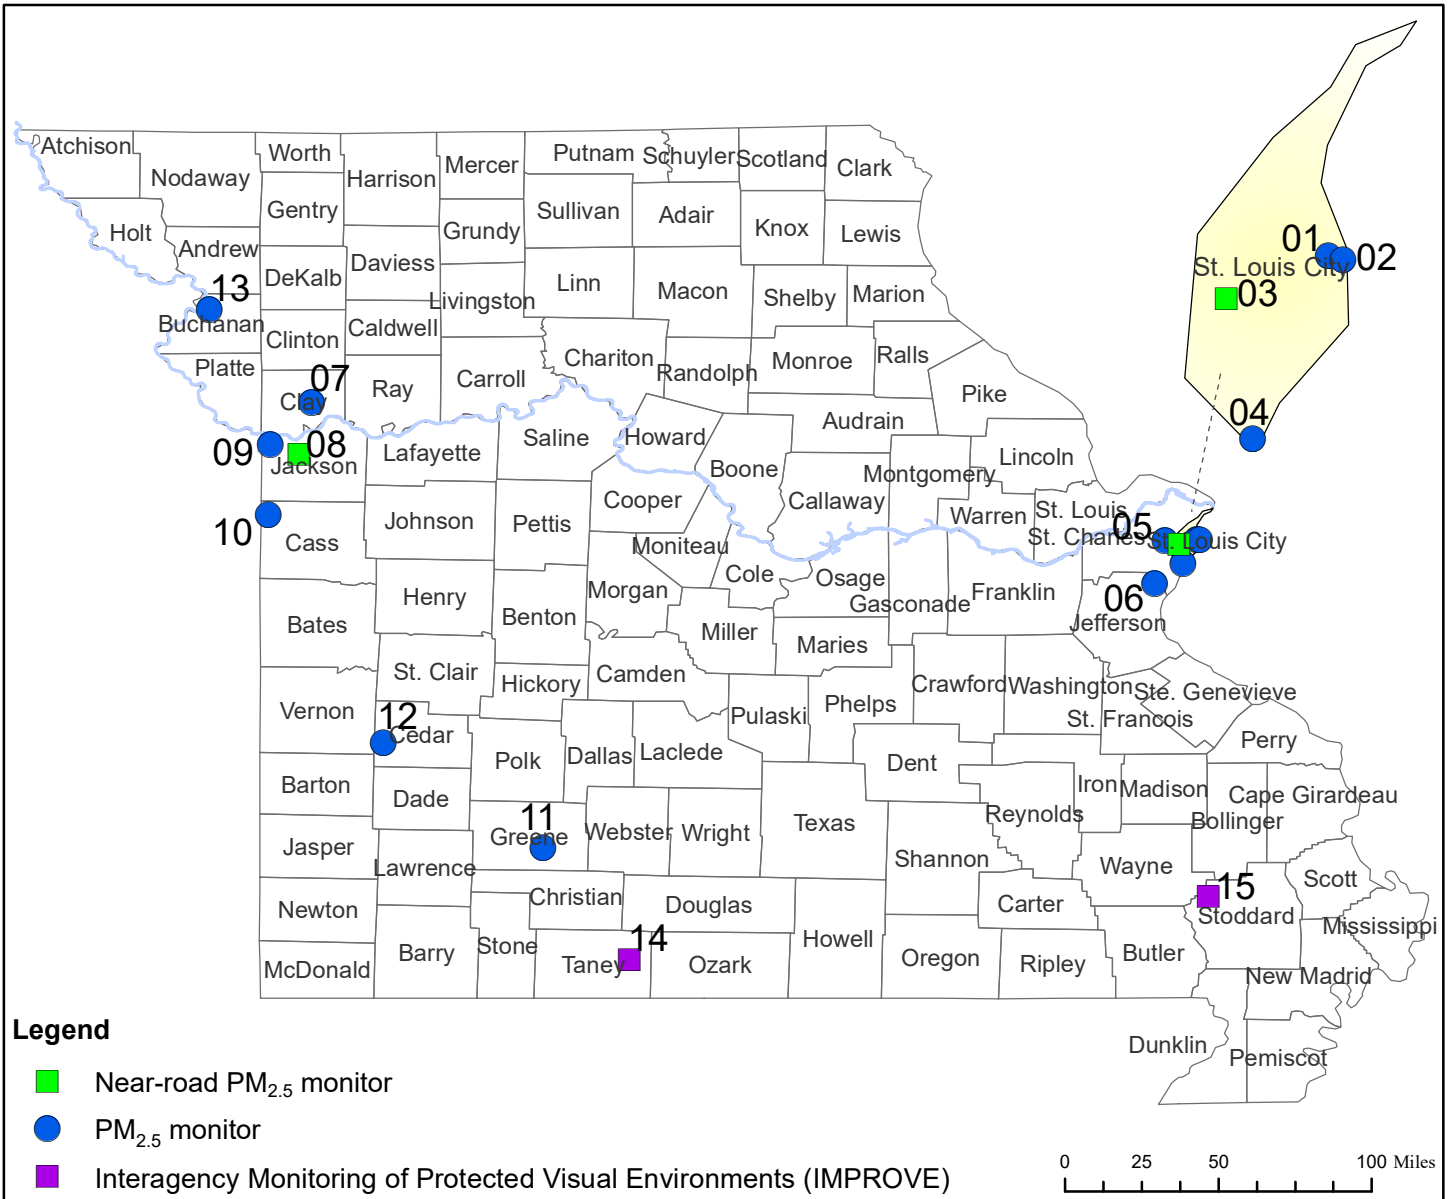 Atchison
Nodaway
Worth
Harrison
Mercer
Putnam
Schuyler
Scotland
Clark
Gentry
Sullivan
Adair
Knox
Lewis
Holt
Andrew
Grundy
DeKalb
Daviess
Livingston
Linn
Macon
Shelby
Marion
13
Buchanan
Clinton
Caldwell
Chariton
Randolph
Monroe
Ralls
Platte
07
Clay
Ray
Carroll
Pike
Audrain
09
08
Jackson
Lafayette
Saline
Howard
Boone
Callaway
Montgomery
Lincoln
10
Cass
Johnson
Pettis
Cooper
Moniteau
Warren
St. Louis
St. Charles
05
St. Louis City
Cole
Osage
Gasconade
Franklin
06
Jefferson
Henry
Benton
Morgan
Miller
Maries
Bates
St. Clair
Hickory
Camden
Pulaski
Phelps
Crawford
Washington
Ste. Genevieve
St. Francois
Perry
Vernon
12
Cedar
Polk
Dallas
Laclede
Dent
Iron
Madison
Cape Girardeau
Bollinger
Barton
Dade
11
Greene
Webster
Wright
Texas
Reynolds
Jasper
Lawrence
Shannon
Wayne
Scott
Newton
Christian
Douglas
Howell
Carter
15
Stoddard
Mississippi
McDonald
Barry
Stone
Taney
14
Ozark
Oregon
Ripley
Butler
New Madrid
Dunklin
Pemiscot
01
02
St. Louis City
03
04
Legend
Near-road PM2.5 monitor
PM2.5 monitor
Interagency Monitoring of Protected Visual Environments (IMPROVE)
0 25 50 100 Miles